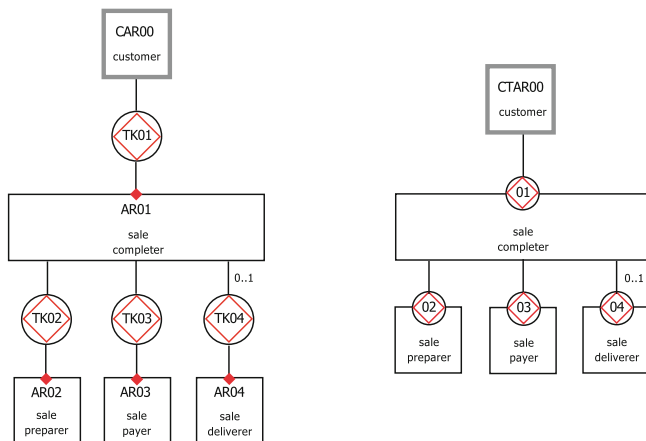 CAR00
customer
TK01
AR01
sale
completer
0..1
TK02
TK03
TK04
AR02
sale
preparer
AR03
sale
payer
AR04
sale
deliverer
CTAR00
customer
01
sale
completer
0..1
02
03
04
sale
preparer
sale
payer
sale
deliverer